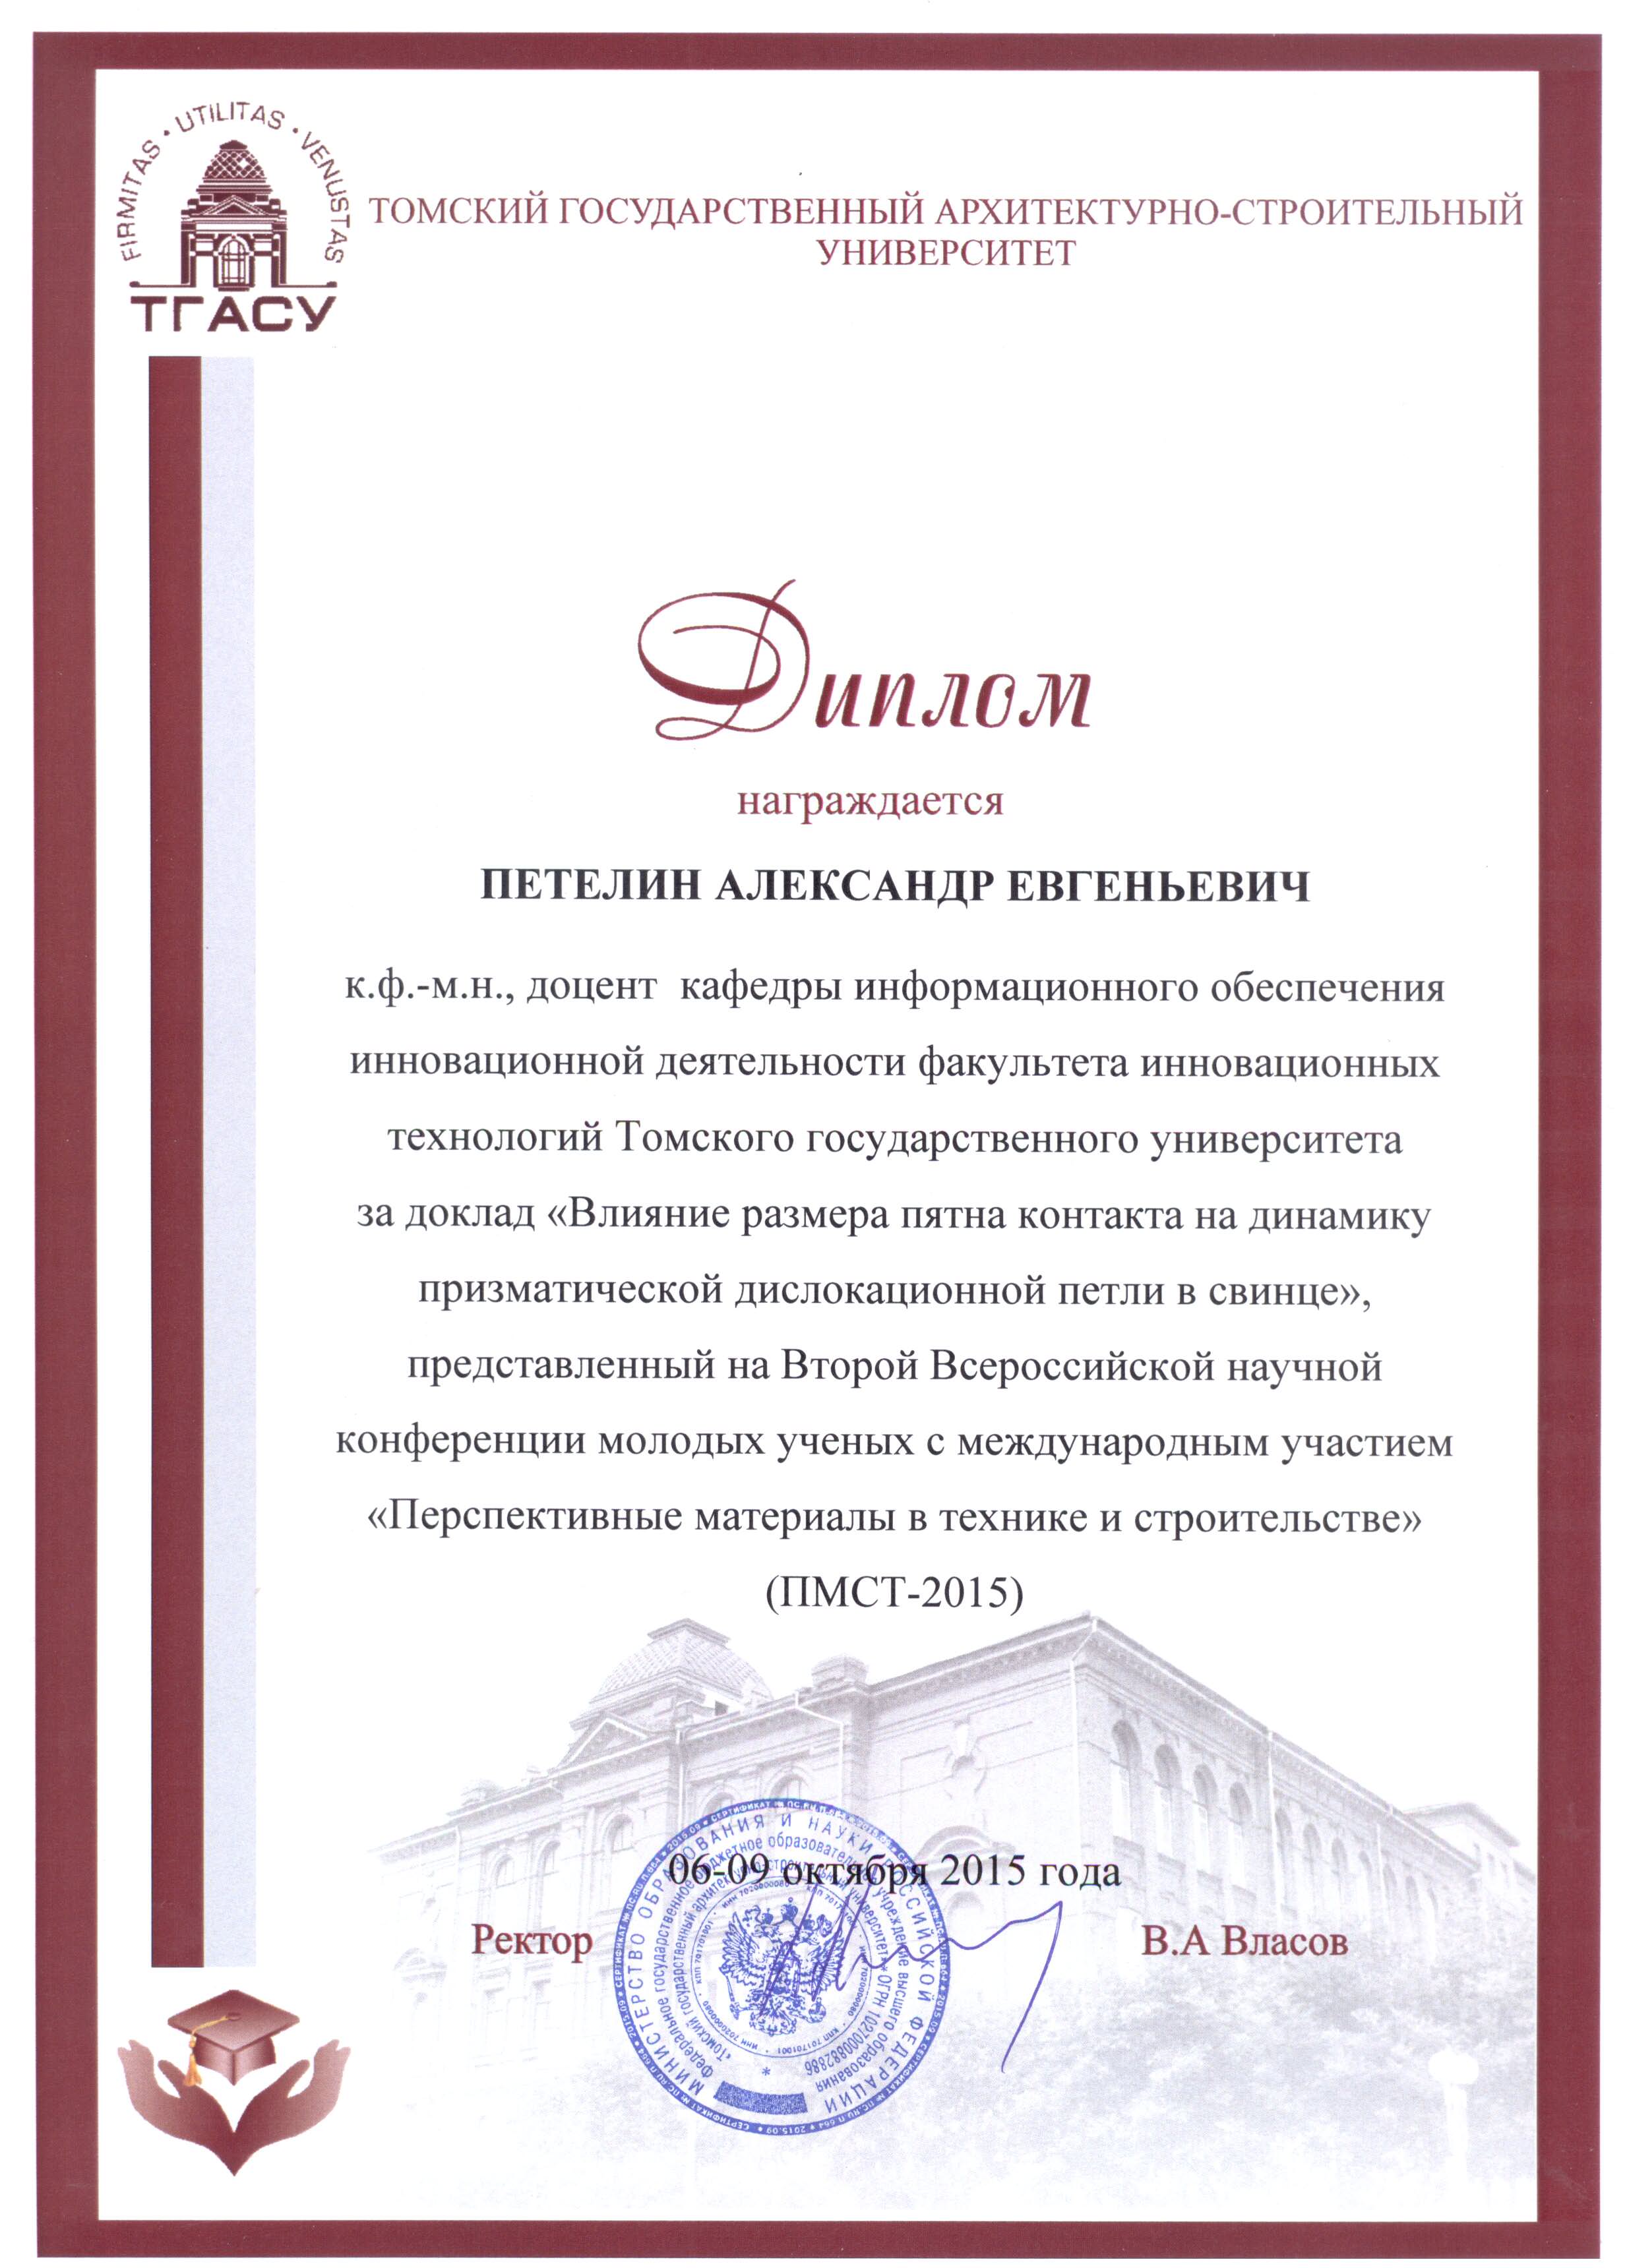 FIRMITAS · UTILITAS · VENUSTAS
ТГАСУ
ТОМСКИЙ ГОСУДАРСТВЕННЫЙ АРХИТЕКТУРНО-СТРОИТЕЛЬНЫЙ
УНИВЕРСИТЕТ
Диплом
награждается
ПЕТЕЛИН АЛЕКСАНДР ЕВГЕНЬЕВИЧ
к.ф.-м.н., доцент кафедры информационного обеспечения
инновационной деятельности факультета инновационных
технологий Томского государственного университета
за доклад «Влияние размера пятна контакта на динамику
призматической дислокационной петли в свинце»,
представленный на Второй Всероссийской научной
конференции молодых ученых с международным участием
«Перспективные материалы в технике и строительстве»
(ПМСТ-2015)
06-09 октября 2015 года
Ректор
В.А Власов
МИНИСТЕРСТВО ОБРАЗОВАНИЯ И НАУКИ РОССИЙСКОЙ ФЕДЕРАЦИИ
Федеральное государственное бюджетное образовательное учреждение высшего образования
«Томский государственный архитектурно-строительный университет» * ОГРН 1027000882886